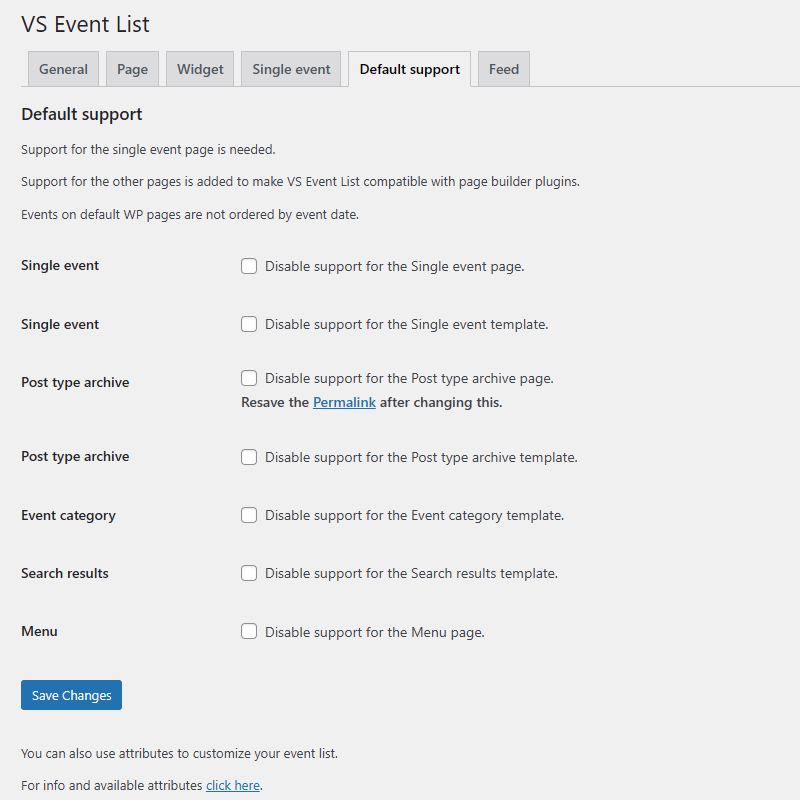 VS Event List
General Page Widget Single event Default support Feed
Default support
Support for the single event page is needed.
Support for the other pages is added to make VS Event List compatible with page builder plugins.
Events on default WP pages are not ordered by event date.
Single event Disable support for the Single event page.
Single event Disable support for the Single event template.
Post type archive Disable support for the Post type archive page.
Resave the Permalink after changing this.
Post type archive Disable support for the Post type archive template.
Event category Disable support for the Event category template.
Search results Disable support for the Search results template.
Menu Disable support for the Menu page.
Save Changes
You can also use attributes to customize your event list.
For info and available attributes click here.